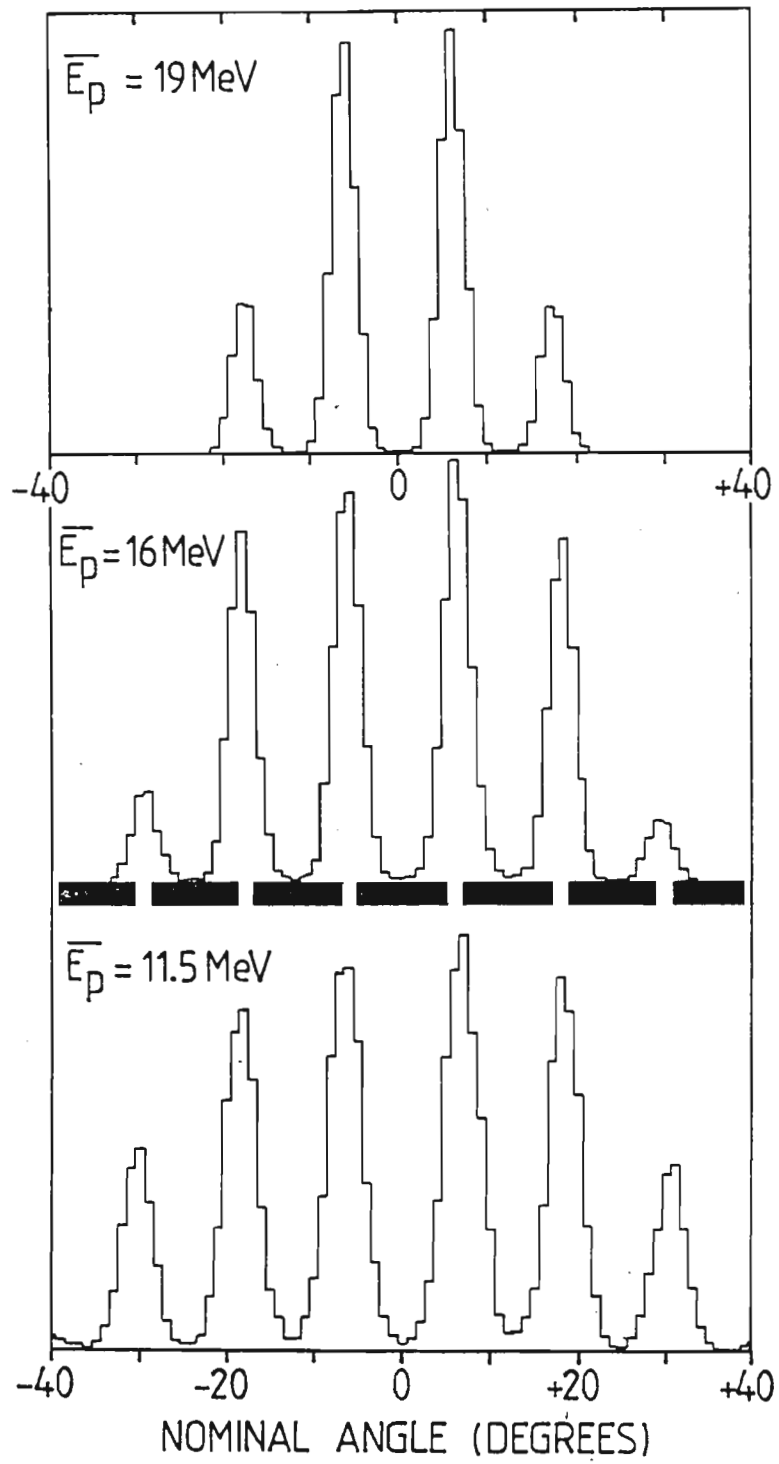 E̅p̅ = 19 MeV
-40 0 +40
E̅p̅ = 16 MeV
E̅p̅ = 11.5 MeV
-40 -20 0 +20 +40
NOMINAL ANGLE (DEGREES)